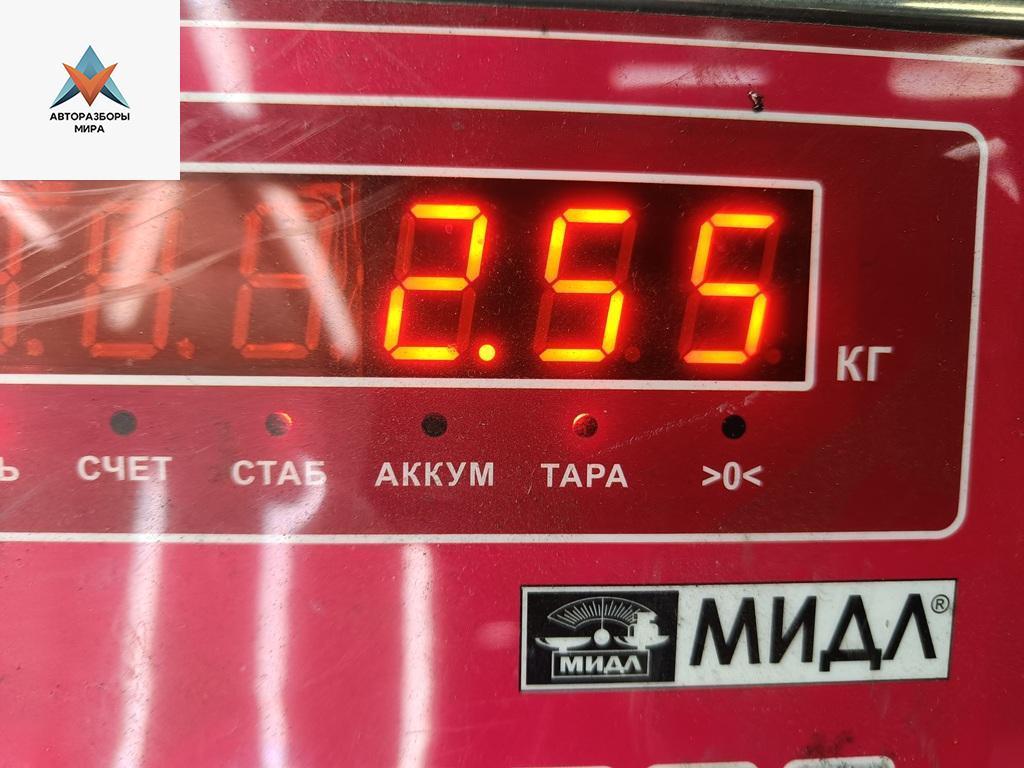 АВТОРАЗБОРЫ
МИРА
2.55
КГ
Ь СЧЕТ СТАБ АККУМ ТАРА >0<
МИДЛ МИДЛ®